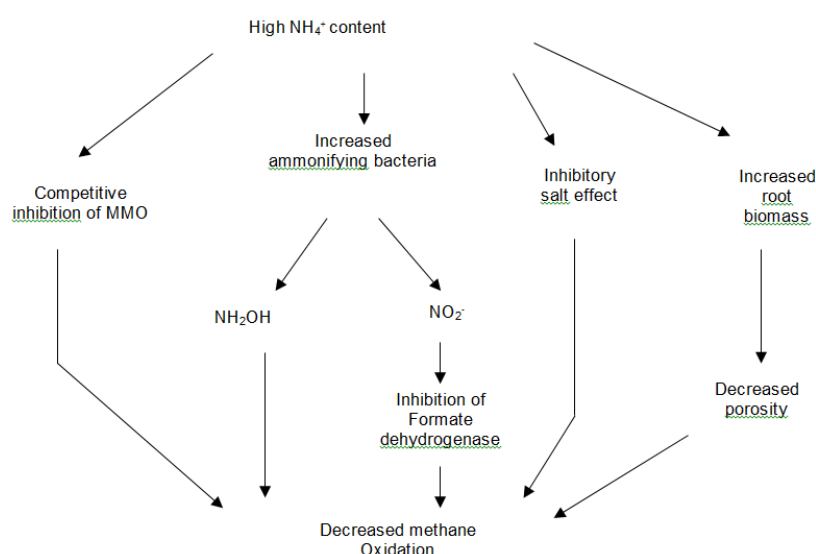 High NH₄⁺ content
Increased
ammonifying bacteria
Competitive
inhibition of MMO
Inhibitory
salt effect
Increased
root
biomass
NH₂OH
NO₂⁻
Inhibition of
Formate
dehydrogenase
Decreased
porosity
Decreased methane
Oxidation